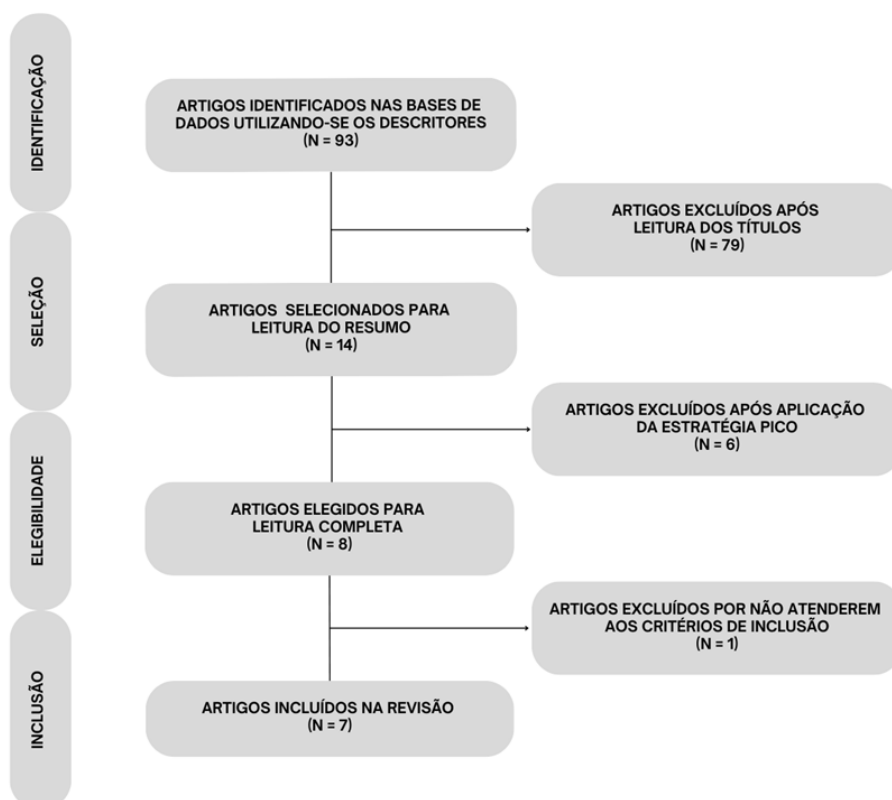 IDENTIFICAÇÃO
ARTIGOS IDENTIFICADOS NAS BASES DE
DADOS UTILIZANDO-SE OS DESCRITORES
(N = 93)
ARTIGOS EXCLUÍDOS APÓS
LEITURA DOS TÍTULOS
(N = 79)
SELEÇÃO
ARTIGOS SELECIONADOS PARA
LEITURA DO RESUMO
(N = 14)
ARTIGOS EXCLUÍDOS APÓS APLICAÇÃO
DA ESTRATÉGIA PICO
(N = 6)
ELEGIBILIDADE
ARTIGOS ELEGIDOS PARA
LEITURA COMPLETA
(N = 8)
ARTIGOS EXCLUÍDOS POR NÃO ATENDEREM
AOS CRITÉRIOS DE INCLUSÃO
(N = 1)
INCLUSÃO
ARTIGOS INCLUÍDOS NA REVISÃO
(N = 7)